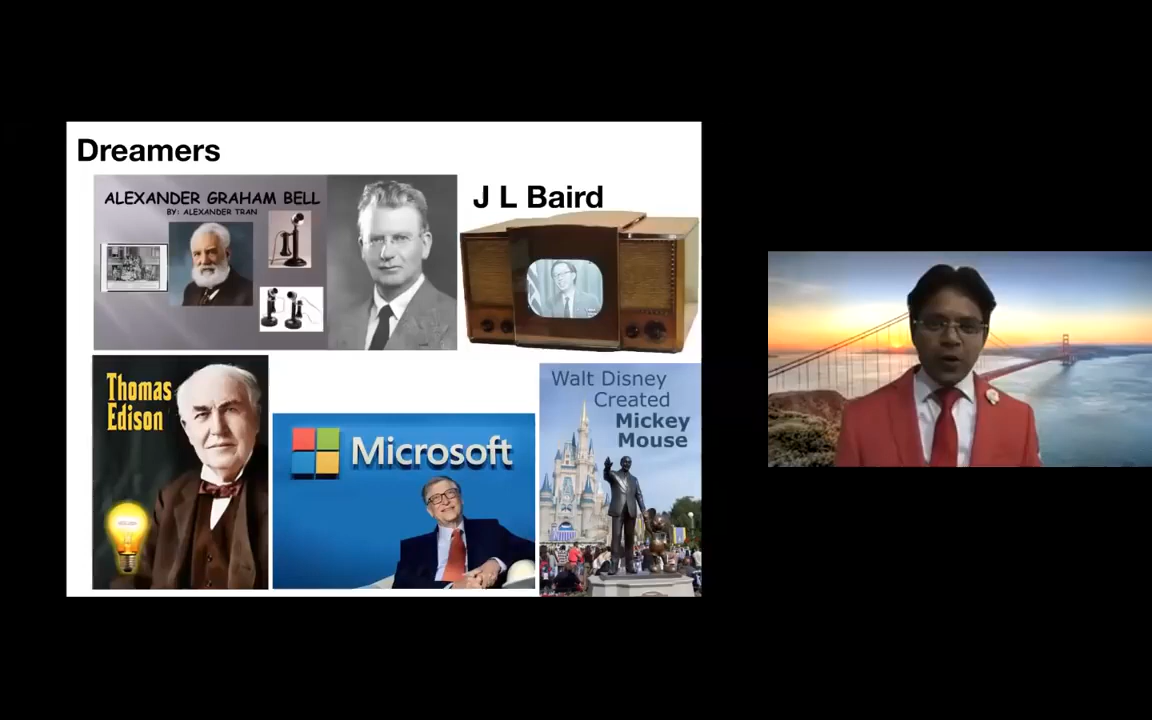 Dreamers
ALEXANDER GRAHAM BELL
BY: ALEXANDER TRAN
J L Baird
Thomas
Edison
Microsoft
Walt Disney
Created
Mickey
Mouse